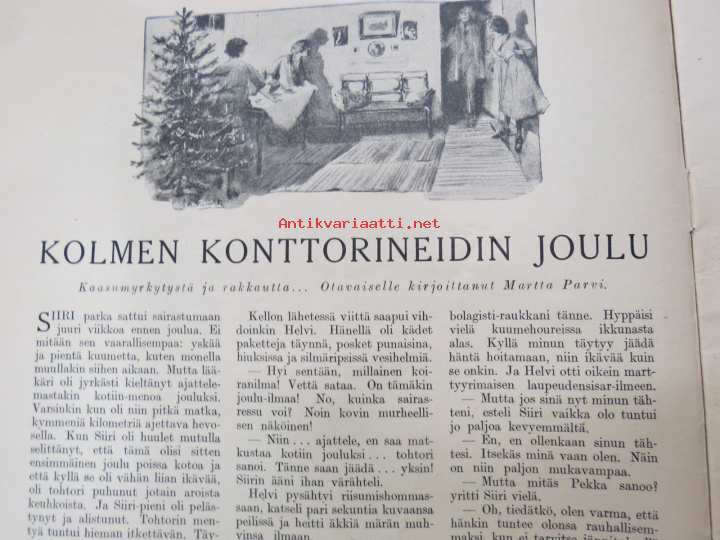 Antikvariaatti.net
KOLMEN KONTTORINEIDIN JOULU
Kaasumyrkytystä ja rakkautta... Otavaiselle kirjoittanut Martta Parvi.
SIIRI parka sattui sairastumaan
juuri viikkoa ennen joulua. Ei
mitään sen vaarallisempaa: yskää
ja pientä kuumetta, kuten monella
muullakin siihen aikaan. Mutta lää-
käri oli jyrkästi kieltänyt ajattele-
mastakaan kotiin-menoa jouluksi.
Varsinkin kun oli niin pitkä matka,
kymmeniä kilometriä ajettava hevo-
sella. Kun Siiri oli huulet mutulla
selittänyt, että tämä olisi sitten
ensimmäinen joulu poissa kotoa ja
että kyllä se oli vähän liian ikävää,
oli tohtori puhunut jotain aroista
keuhkoista. Ja Siiri-pieni oli peläs-
tynyt ja alistunut. Tohtorin men-
tyä tuntui hieman itkettävän. Täy-
Kellon lähetessä viittä saapui vih-
doinkin Helvi. Hänellä oli kädet
paketteja täynnä, posket punaisina,
hiuksissa ja silmäripsissä vesihelmiä.
— Hyi sentään, millainen koi-
ranilma! Vettä sataa. On tämäkin
joulu-ilmaa! No, kuinka sairas-
ressu voi? Noin kovin murheelli-
sen näköinen!
— Niin... ajattele, en saa mat-
kustaa kotiin jouluksi... tohtori
sanoi. Tänne saan jäädä... yksin!
Siirin ääni ihan värähteli.
Helvi pysähtyi riisumishommas-
saan, katseli pari sekuntia kuvaansa
peilissä ja heitti äkkiä märän muh-
vinsa ilmaan.
bolagisti-raukkani tänne. Hyppäisi
vielä kuumehoureissa ikkunasta
alas. Kyllä minun täytyy jäädä
häntä hoitamaan, niin ikävää kuin
se onkin. Ja Helvi otti oikein mart-
tyyrimaisen laupeudensisar-ilmeen.
— Mutta jos sinä nyt minun täh-
teni, esteli Siiri vaikka olo tuntui
jo paljoa kevyemmältä.
— En, en ollenkaan sinun täh-
tesi. Itsekäs minä vaan olen. Näin
on niin paljon mukavampaa.
— Mutta mitäs Pekka sanoo?
yritti Siiri vielä.
— Oh, tiedätkö, olen varma, että
hänkin tuntee olonsa rauhallisem-
maksi, kun ei tarvitse